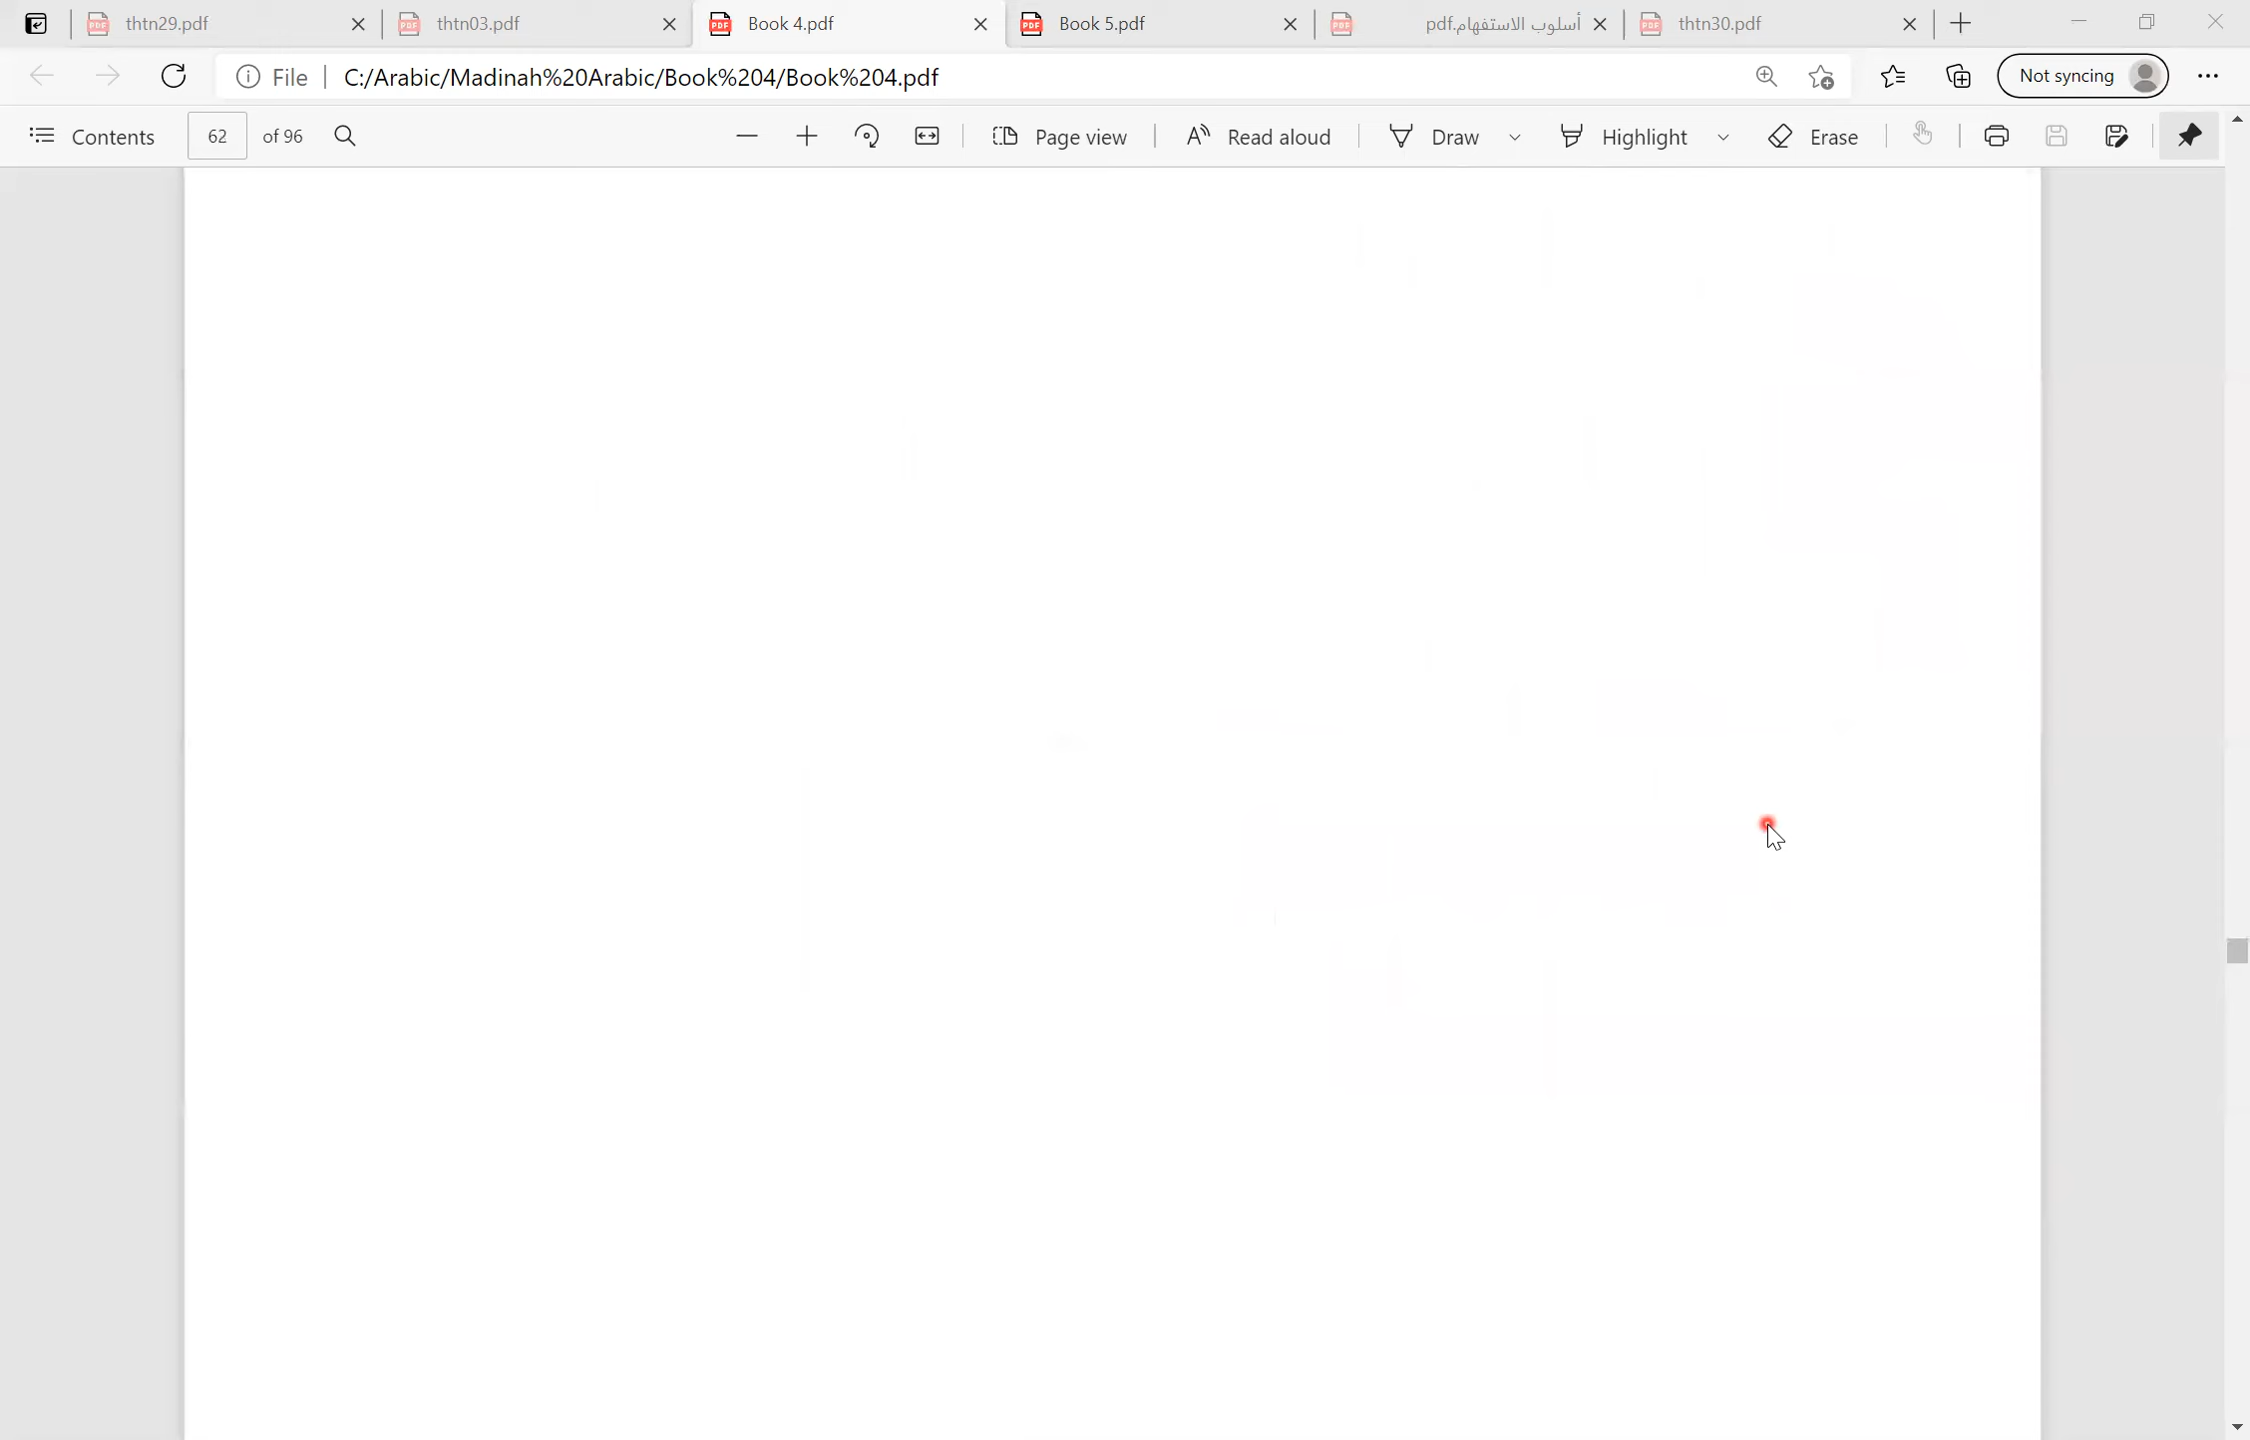 thtn29.pdf
thtn03.pdf
Book 4.pdf
Book 5.pdf
أسلوب الاستفهام.pdf
thtn30.pdf
File
C:/Arabic/Madinah%20Arabic/Book%204/Book%204.pdf
Not syncing
Contents
62 of 96
Page view
Read aloud
Draw
Highlight
Erase